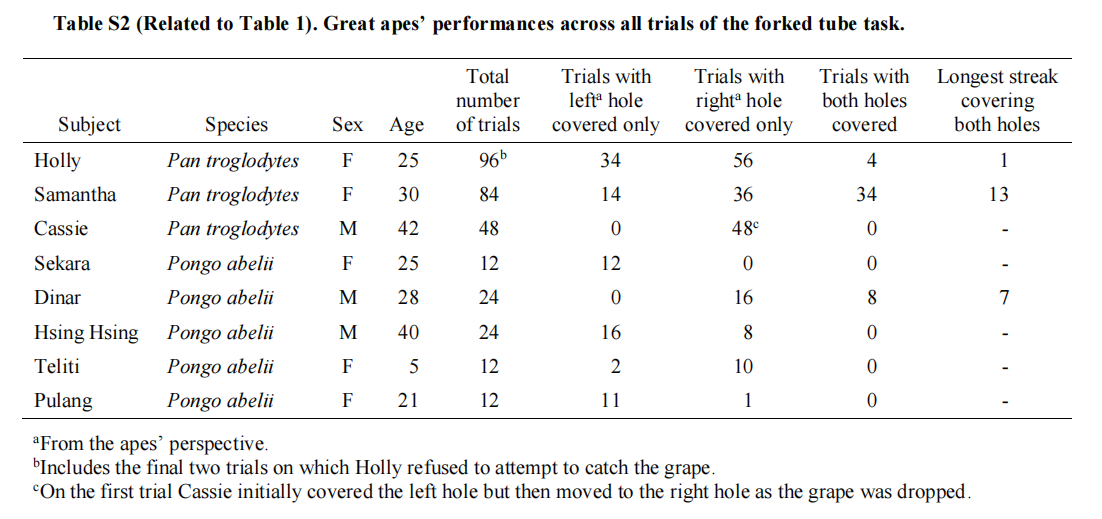 Table S2 (Related to Table 1). Great apes’ performances across all trials of the forked tube task.
Subject Species Sex Age Total number of trials Trials with leftᵃ hole covered only Trials with rightᵃ hole covered only Trials with both holes covered Longest streak covering both holes
Holly Pan troglodytes F 25 96ᵇ 34 56 4 1
Samantha Pan troglodytes F 30 84 14 36 34 13
Cassie Pan troglodytes M 42 48 0 48ᶜ 0 -
Sekara Pongo abelii F 25 12 12 0 0 -
Dinar Pongo abelii M 28 24 0 16 8 7
Hsing Hsing Pongo abelii M 40 24 16 8 0 -
Teliti Pongo abelii F 5 12 2 10 0 -
Pulang Pongo abelii F 21 12 11 1 0 -
ᵃFrom the apes’ perspective.
ᵇIncludes the final two trials on which Holly refused to attempt to catch the grape.
ᶜOn the first trial Cassie initially covered the left hole but then moved to the right hole as the grape was dropped.